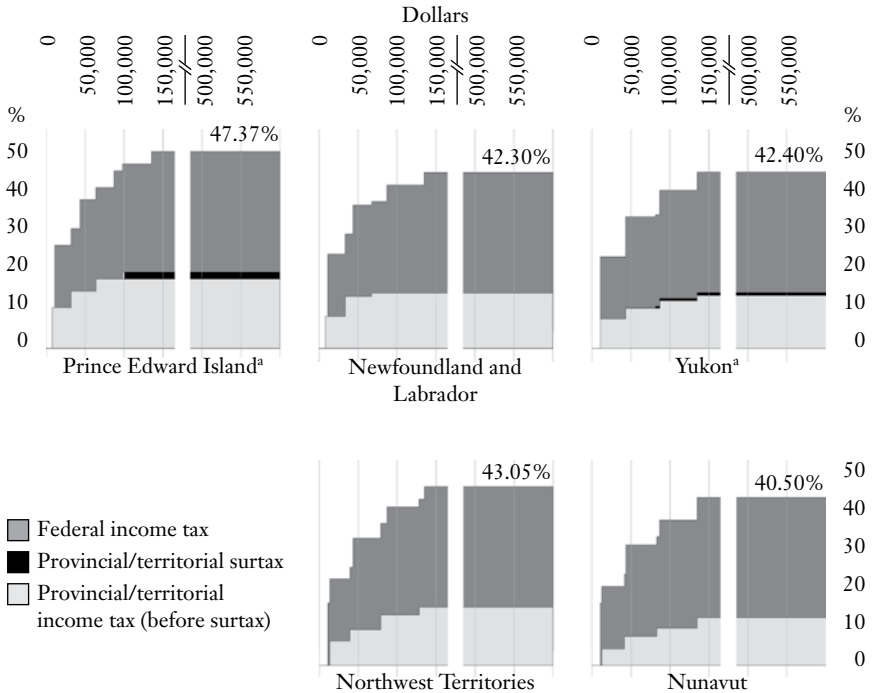 Dollars
0 50,000 100,000 150,000 500,000 550,000
0 50,000 100,000 150,000 500,000 550,000
0 50,000 100,000 150,000 500,000 550,000
% %
47.37% 42.30% 42.40%
50 50
40 40
30 30
20 20
10 10
0 0
Prince Edward Islandᵃ
Newfoundland and
Labrador
Yukonᵃ
43.05% 40.50%
50
40
30
20
10
0
Federal income tax
Provincial/territorial surtax
Provincial/territorial
income tax (before surtax)
Northwest Territories
Nunavut